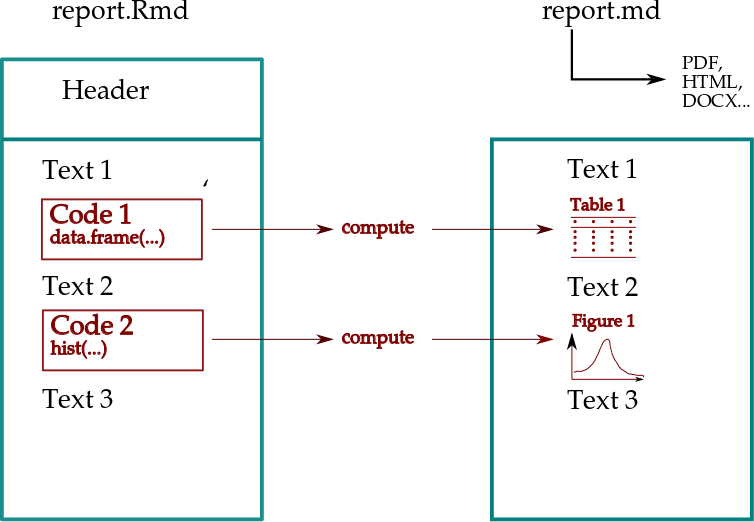 report.Rmd
Header
Text 1
Code 1
data.frame(...)
compute
Text 2
Code 2
hist(...)
compute
Text 3
report.md
PDF,
HTML,
DOCX...
Text 1
Table 1
Text 2
Figure 1
Text 3